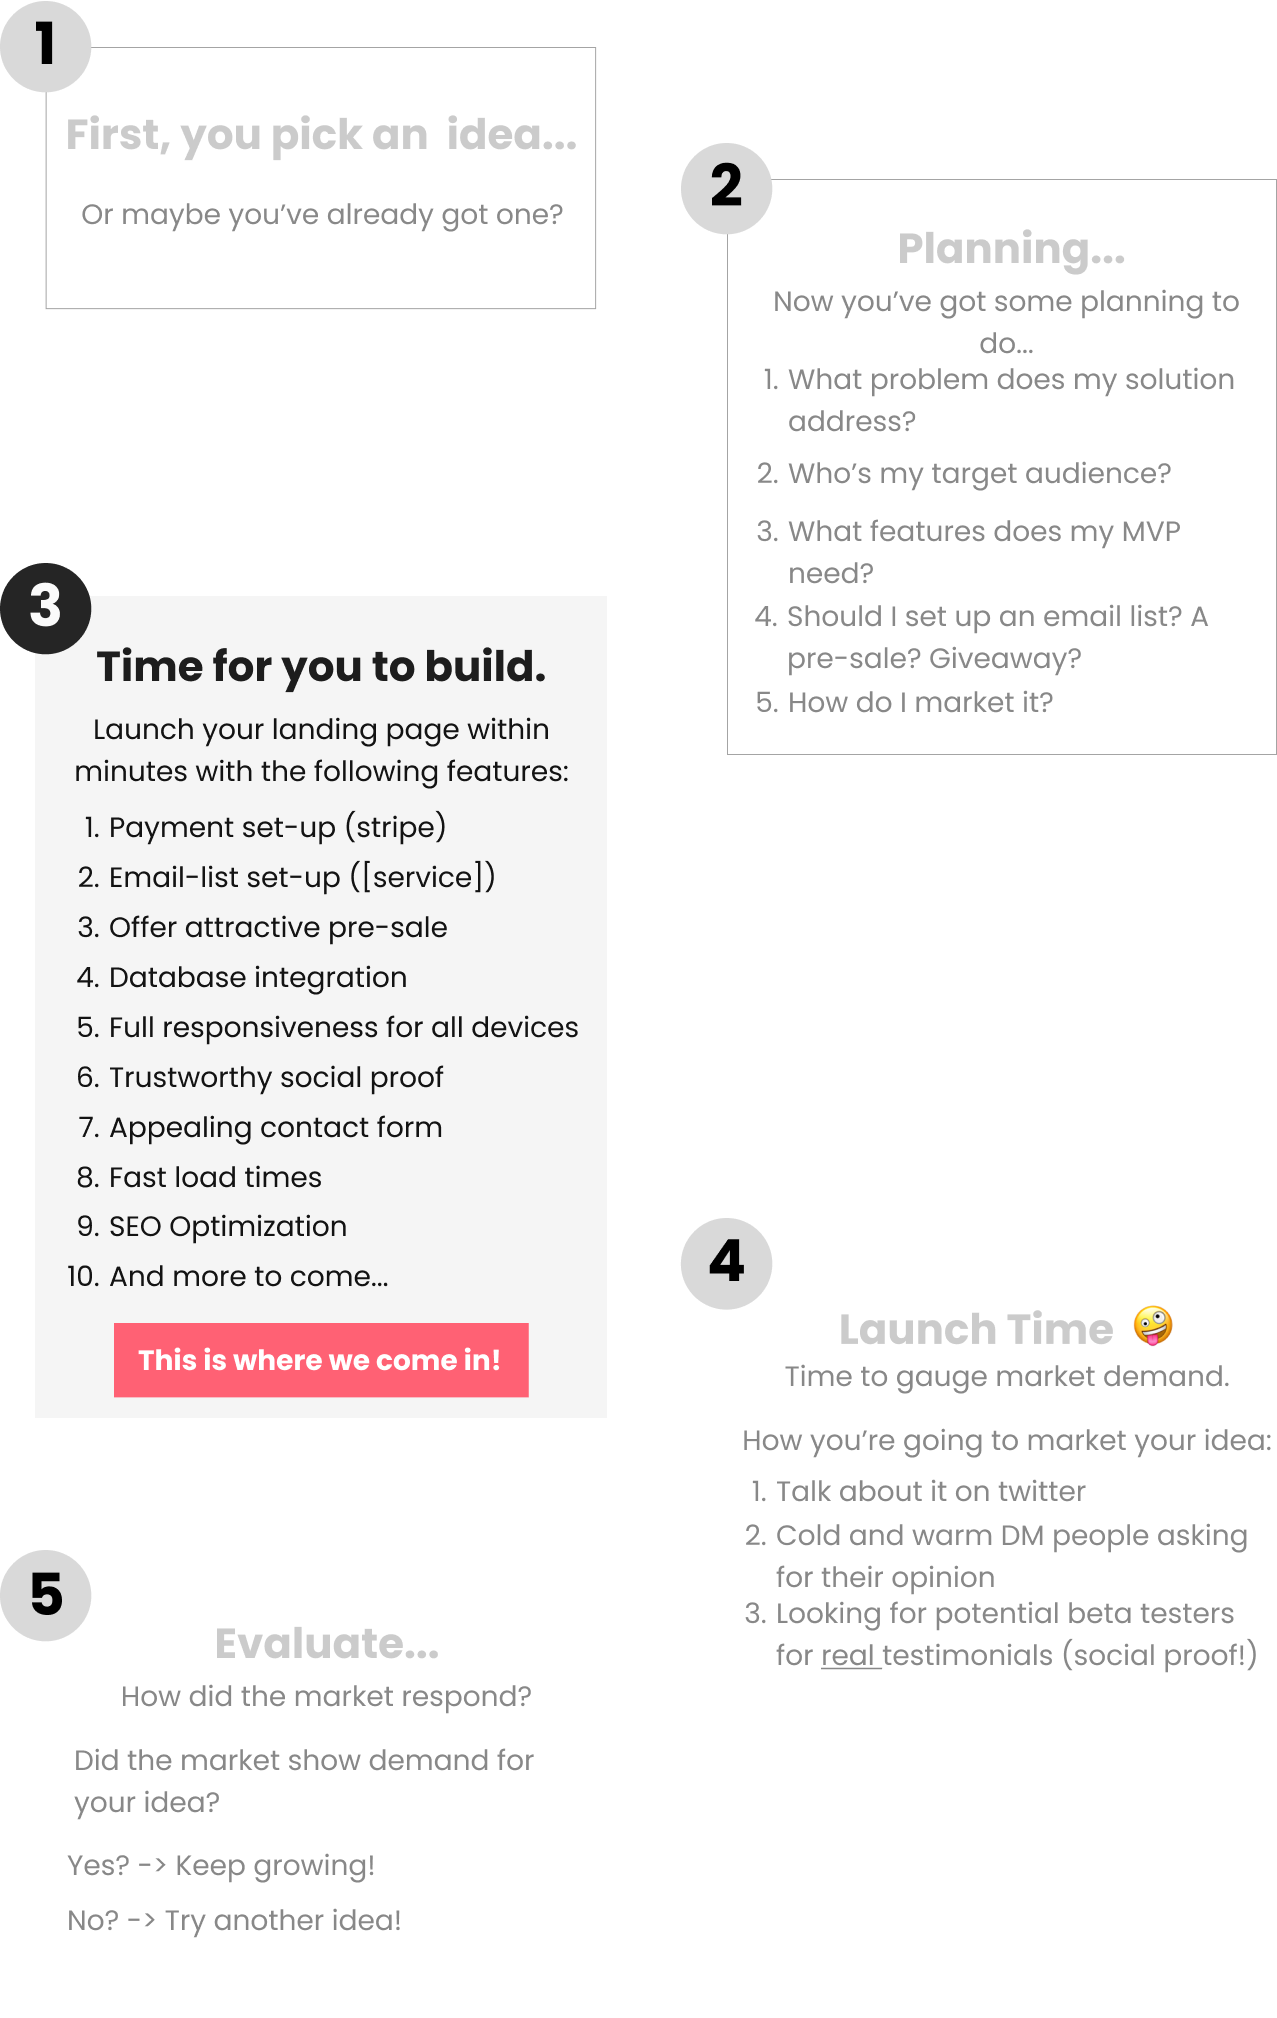 1
First, you pick an idea...
Or maybe you’ve already got one?
2
Planning...
Now you’ve got some planning to
do...
1. What problem does my solution
address?
2. Who’s my target audience?
3. What features does my MVP
need?
4. Should I set up an email list? A
pre-sale? Giveaway?
5. How do I market it?
3
Time for you to build.
Launch your landing page within
minutes with the following features:
1. Payment set-up (stripe)
2. Email-list set-up ([service])
3. Offer attractive pre-sale
4. Database integration
5. Full responsiveness for all devices
6. Trustworthy social proof
7. Appealing contact form
8. Fast load times
9. SEO Optimization
10. And more to come...
This is where we come in!
4
Launch Time 🤪
Time to gauge market demand.
How you’re going to market your idea:
1. Talk about it on twitter
2. Cold and warm DM people asking
for their opinion
3. Looking for potential beta testers
for real testimonials (social proof!)
5
Evaluate...
How did the market respond?
Did the market show demand for
your idea?
Yes? -> Keep growing!
No? -> Try another idea!